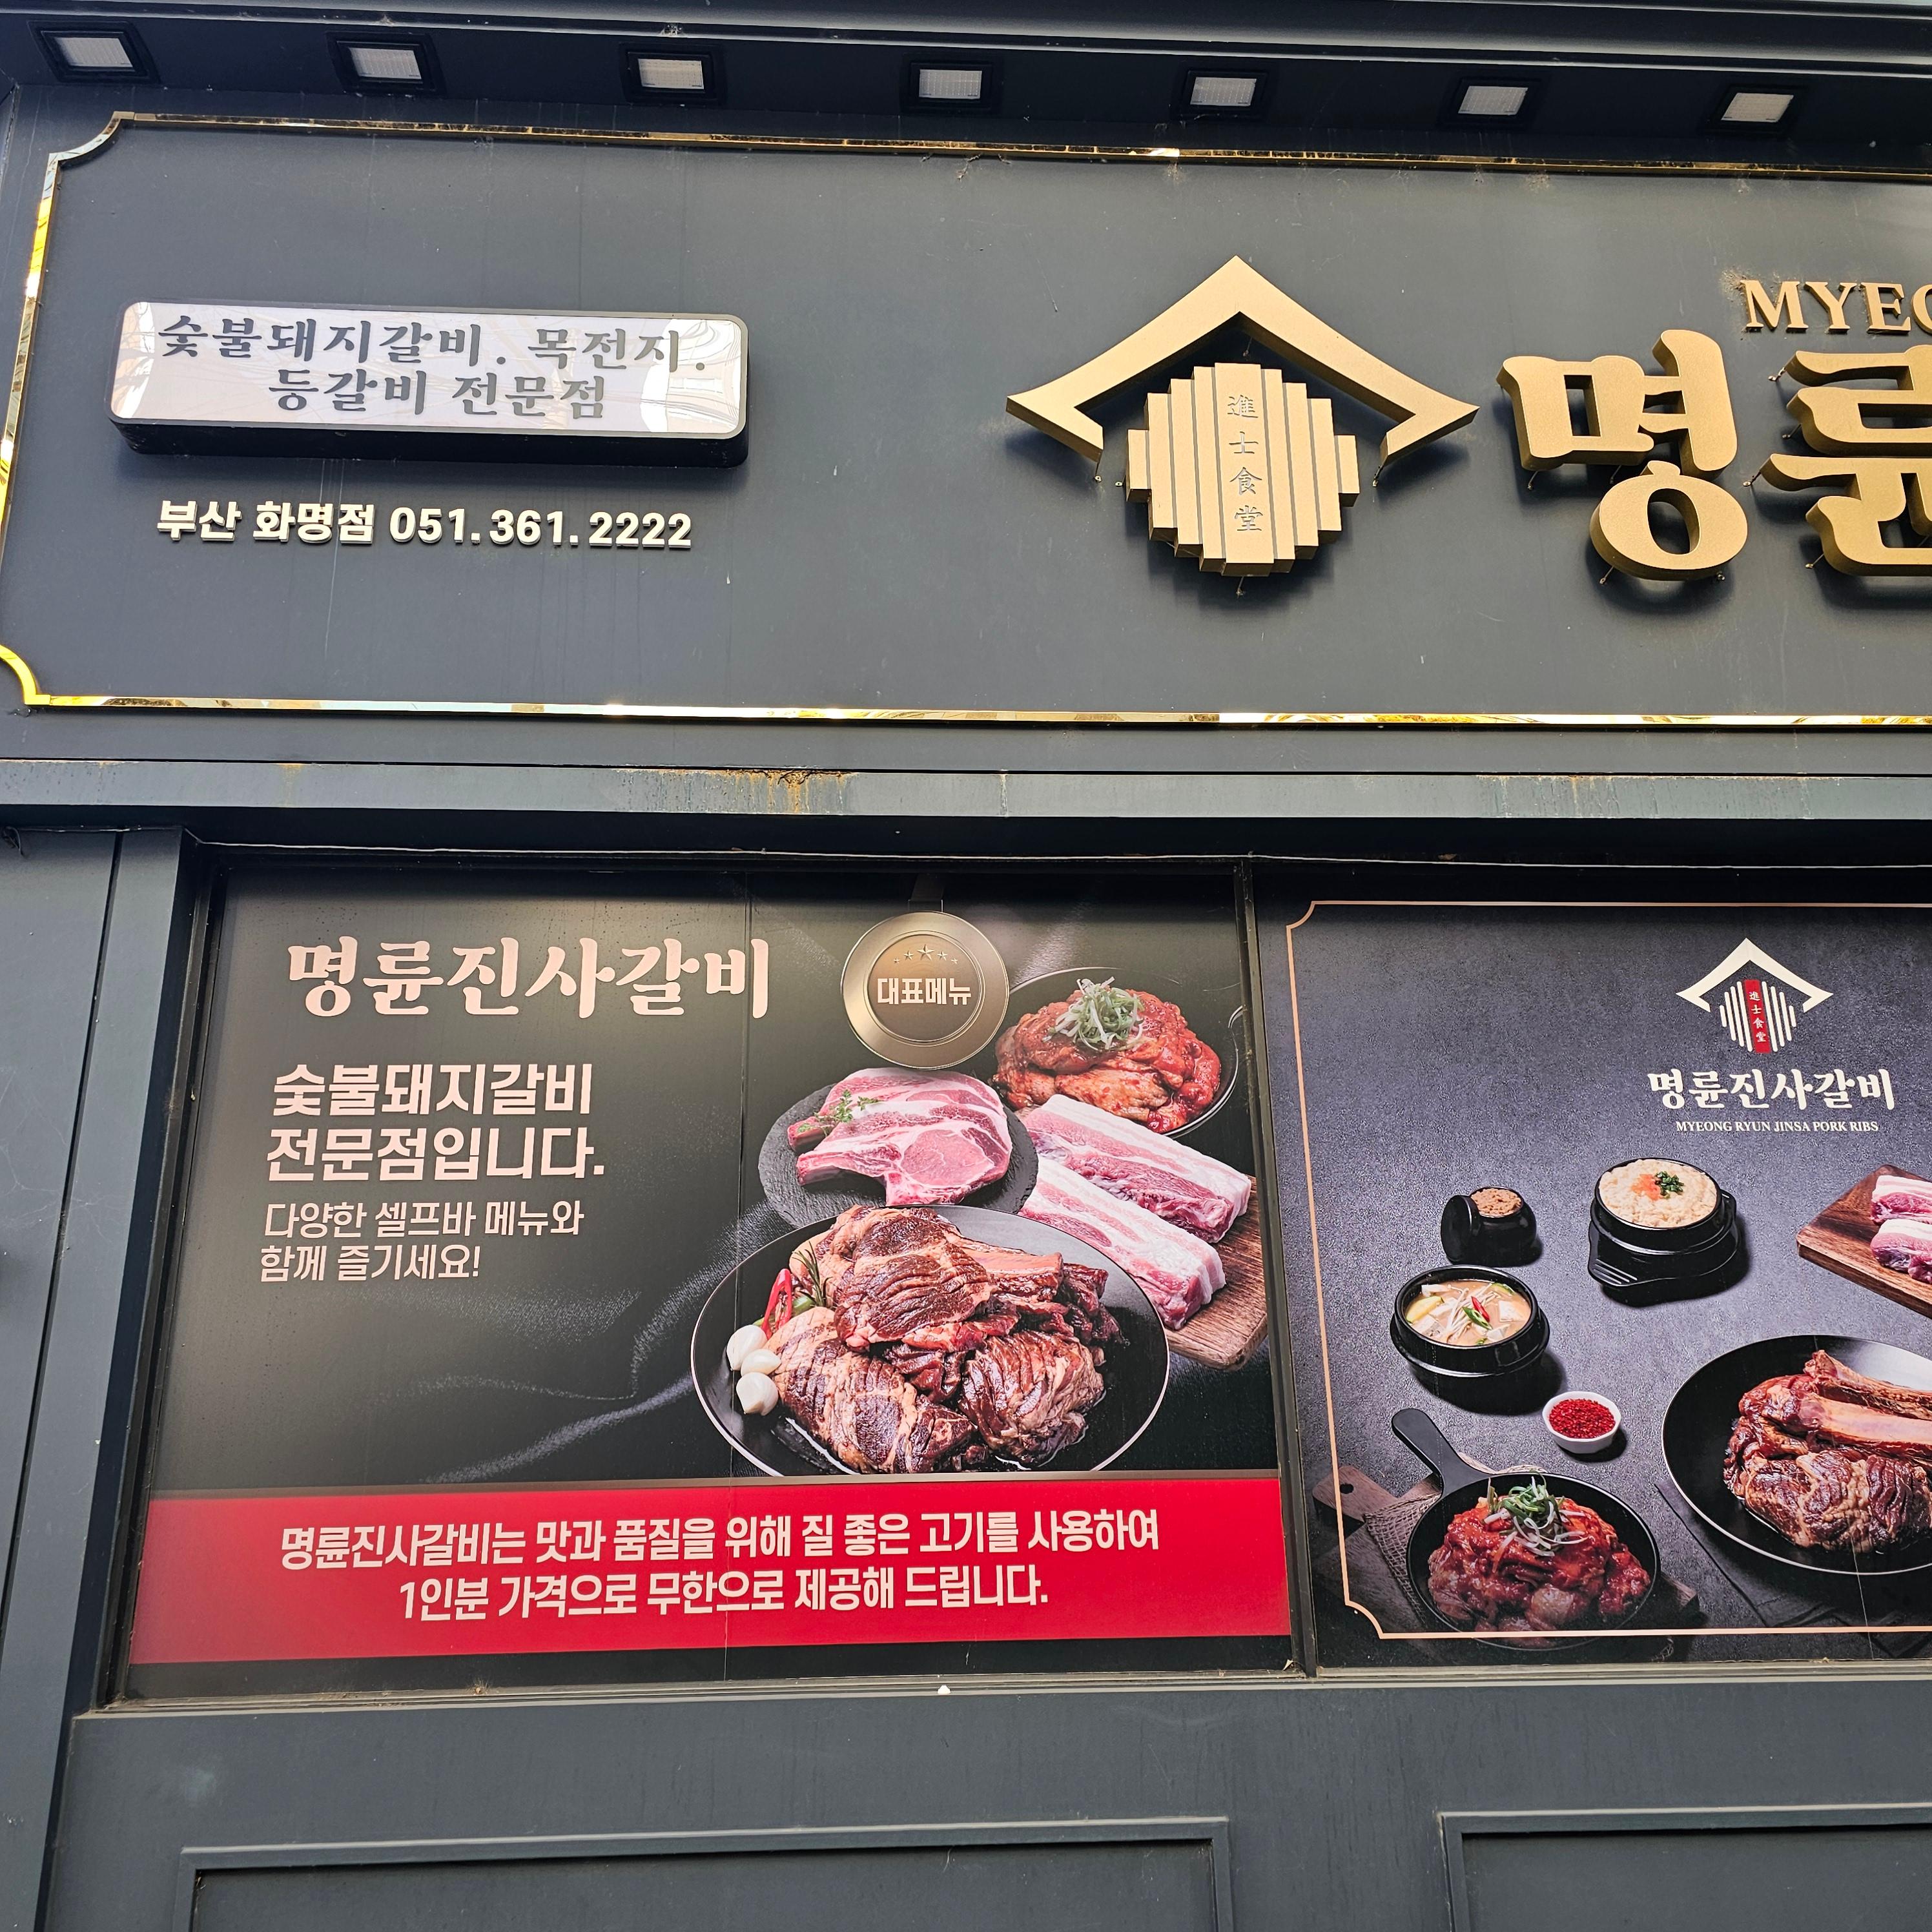 숯불돼지갈비. 목전지.
등갈비 전문점
부산 화명점 051.361.2222
進
士
食
堂
MYEO
명륜
명륜진사갈비
대표메뉴
숯불돼지갈비
전문점입니다.
다양한 셀프바 메뉴와
함께 즐기세요!
명륜진사갈비는 맛과 품질을 위해 질 좋은 고기를 사용하여
1인분 가격으로 무한으로 제공해 드립니다.
進
士
食
堂
명륜진사갈비
MYEONG RYUN JINSA PORK RIBS